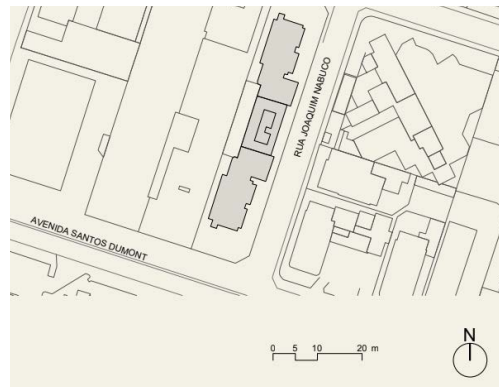 RUA JOAQUIM NABUCO
AVENIDA SANTOS DUMONT
N
0 5 10 20 m